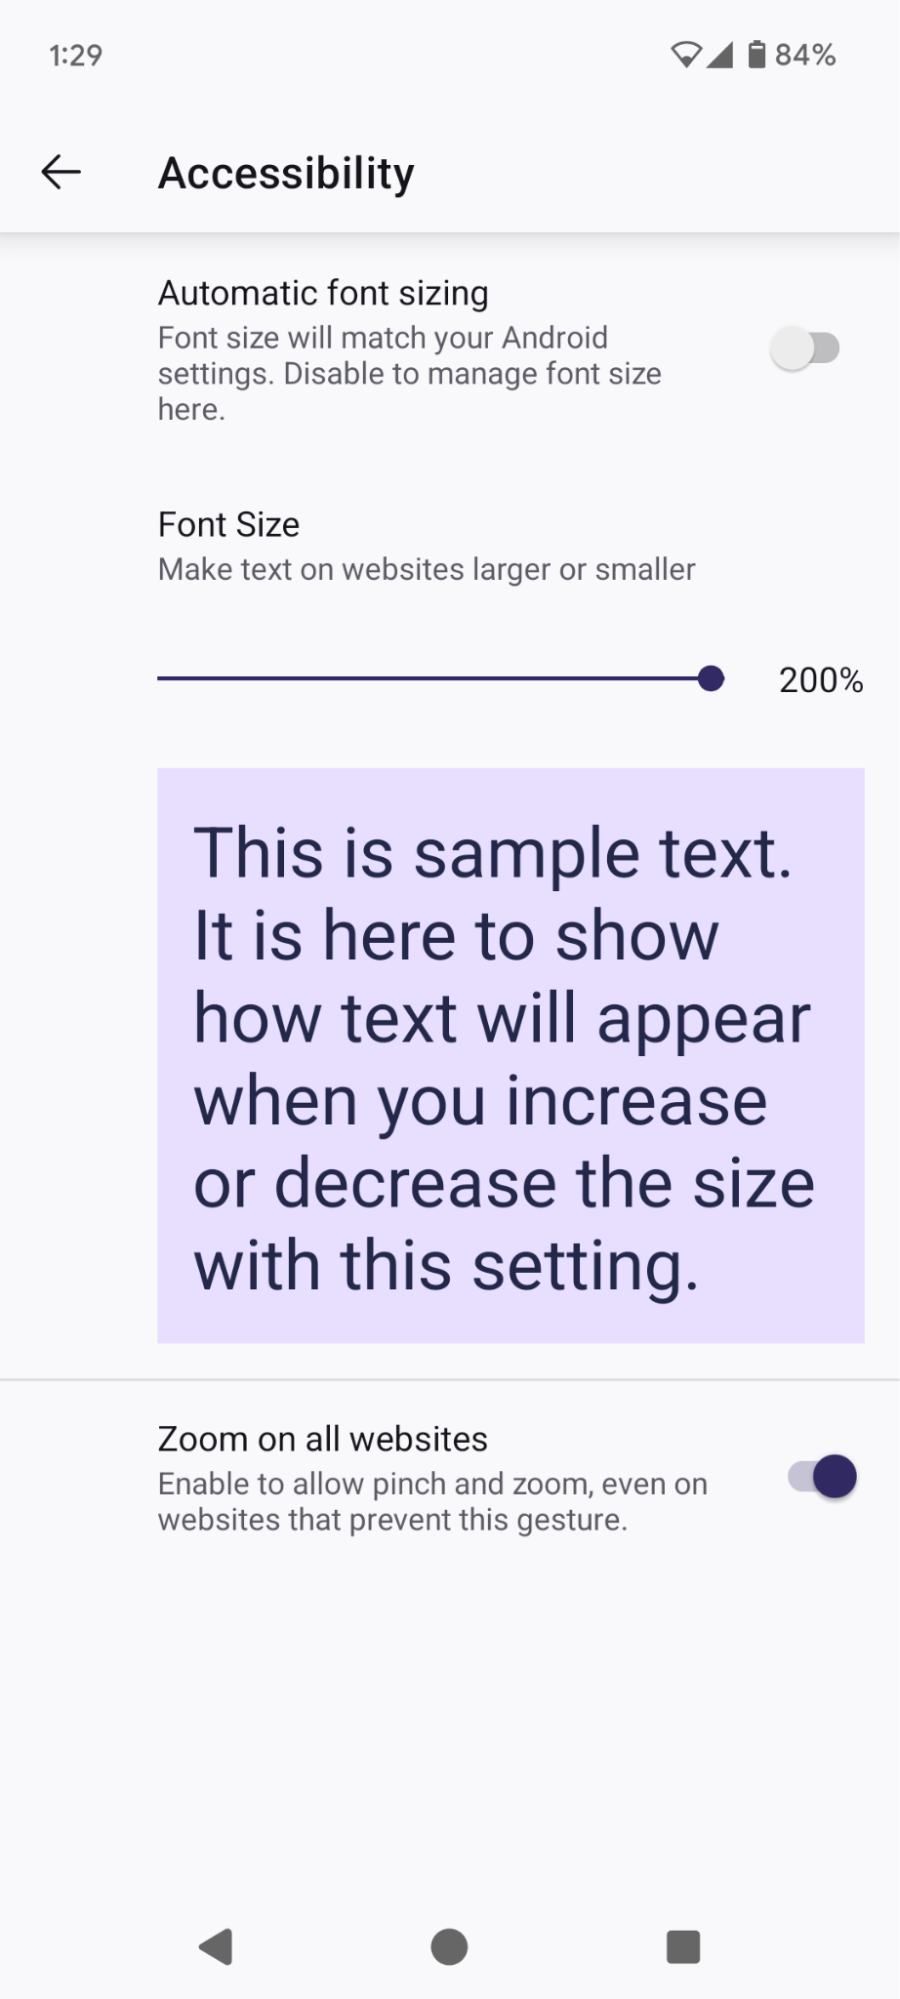 1:29
84%
Accessibility
Automatic font sizing
Font size will match your Android
settings. Disable to manage font size
here.
Font Size
Make text on websites larger or smaller
200%
This is sample text.
It is here to show
how text will appear
when you increase
or decrease the size
with this setting.
Zoom on all websites
Enable to allow pinch and zoom, even on
websites that prevent this gesture.